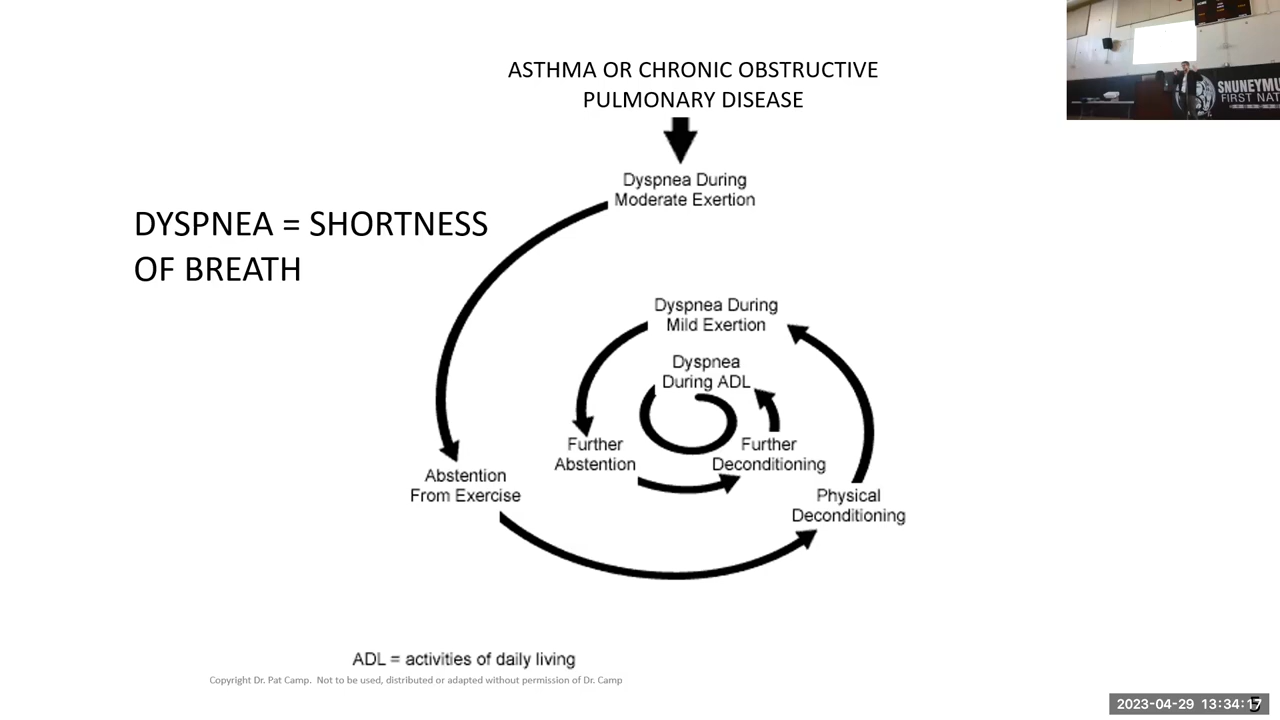 ASTHMA OR CHRONIC OBSTRUCTIVE
PULMONARY DISEASE
Dyspnea During
Moderate Exertion
DYSPNEA = SHORTNESS
OF BREATH
Dyspnea During
Mild Exertion
Dyspnea
During ADL
Further
Abstention
Further
Deconditioning
Abstention
From Exercise
Physical
Deconditioning
ADL = activities of daily living
Copyright Dr. Pat Camp.  Not to be used, distributed or adapted without permission of Dr. Camp
SNUNEYMU
FIRST NAT
2023-04-29 13:34:17
5